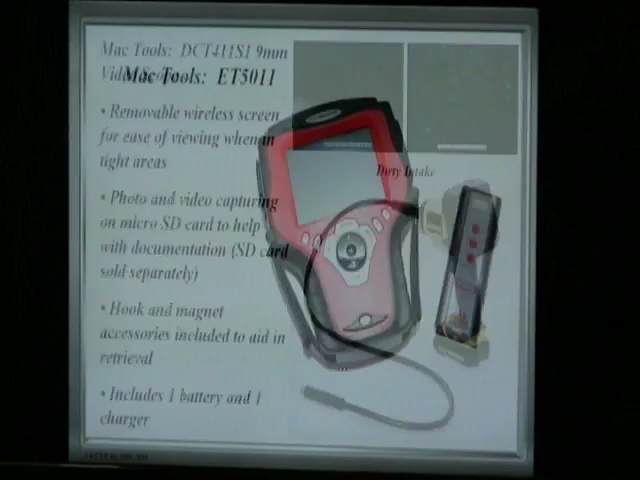 Mac Tools: DCT411S1 9mm
Mac Tools: ET5011
• Removable wireless screen
for ease of viewing when in
tight areas
Dirty Intake
• Photo and video capturing
on micro SD card to help
with documentation (SD card
sold separately)
• Hook and magnet
accessories included to aid in
retrieval
• Includes 1 battery and 1
charger